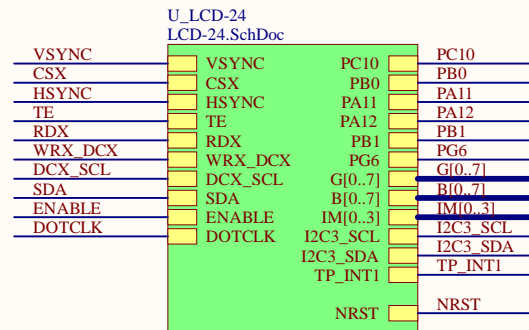 U_LCD-24
LCD-24.SchDoc
VSYNC VSYNC PC10 PC10
CSX CSX PB0 PB0
HSYNC HSYNC PA11 PA11
TE TE PA12 PA12
RDX RDX PB1 PB1
WRX_DCX WRX_DCX PG6 PG6
DCX_SCL DCX_SCL G[0..7] G[0..7]
SDA SDA B[0..7] B[0..7]
ENABLE ENABLE IM[0..3] IM[0..3]
DOTCLK DOTCLK I2C3_SCL I2C3_SCL
I2C3_SDA I2C3_SDA
TP_INT1 TP_INT1
NRST NRST